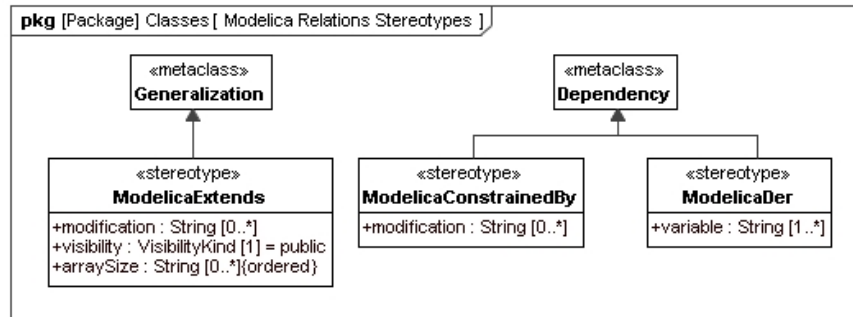 pkg [Package] Classes [ Modelica Relations Stereotypes ]
«metaclass»
Generalization
«metaclass»
Dependency
«stereotype»
ModelicaExtends
+modification : String [0..*]
+visibility : VisibilityKind [1] = public
+arraySize : String [0..*]{ordered}
«stereotype»
ModelicaConstrainedBy
+modification : String [0..*]
«stereotype»
ModelicaDer
+variable : String [1..*]